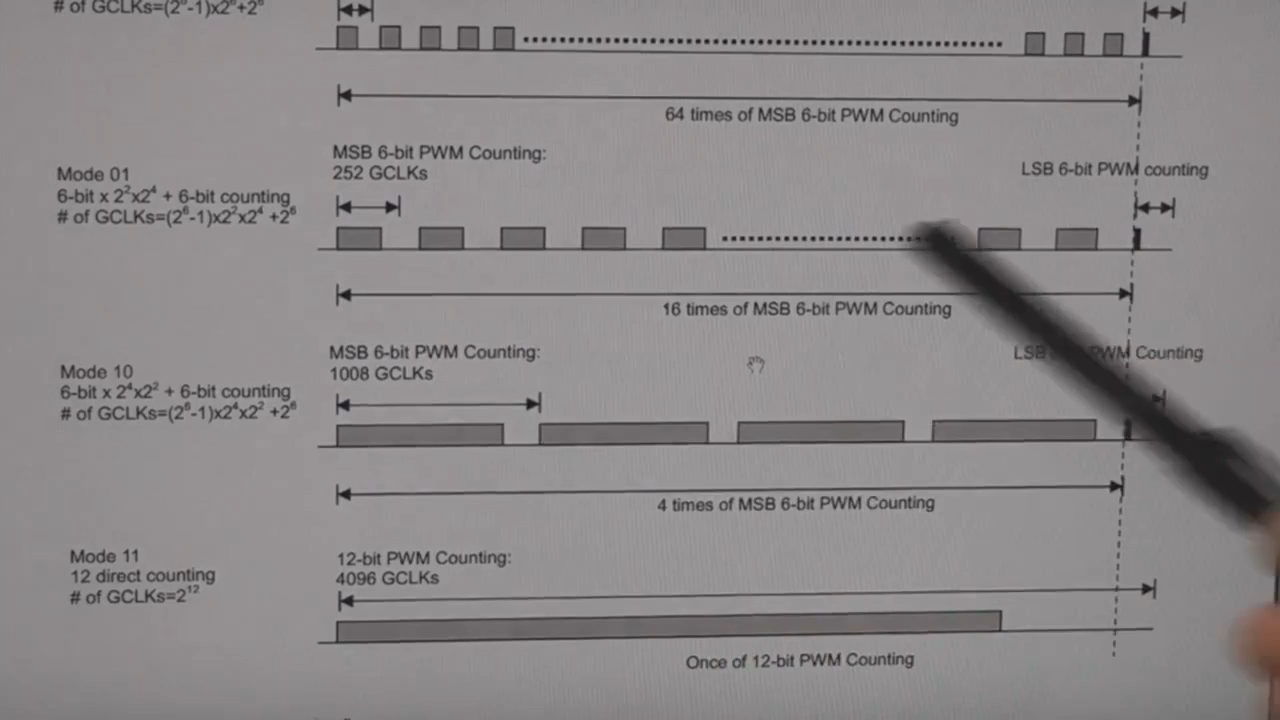 # of GCLKs=(2⁶-1)x2⁶+2⁶
64 times of MSB 6-bit PWM Counting
MSB 6-bit PWM Counting:
252 GCLKs
Mode 01
6-bit x 2²x2⁴ + 6-bit counting
# of GCLKs=(2⁶-1)x2²x2⁴ +2⁶
LSB 6-bit PWM counting
16 times of MSB 6-bit PWM Counting
MSB 6-bit PWM Counting:
1008 GCLKs
Mode 10
6-bit x 2⁴x2² + 6-bit counting
# of GCLKs=(2⁶-1)x2⁴x2² +2⁶
LSB PWM Counting
4 times of MSB 6-bit PWM Counting
Mode 11
12 direct counting
# of GCLKs=2¹²
12-bit PWM Counting:
4096 GCLKs
Once of 12-bit PWM Counting